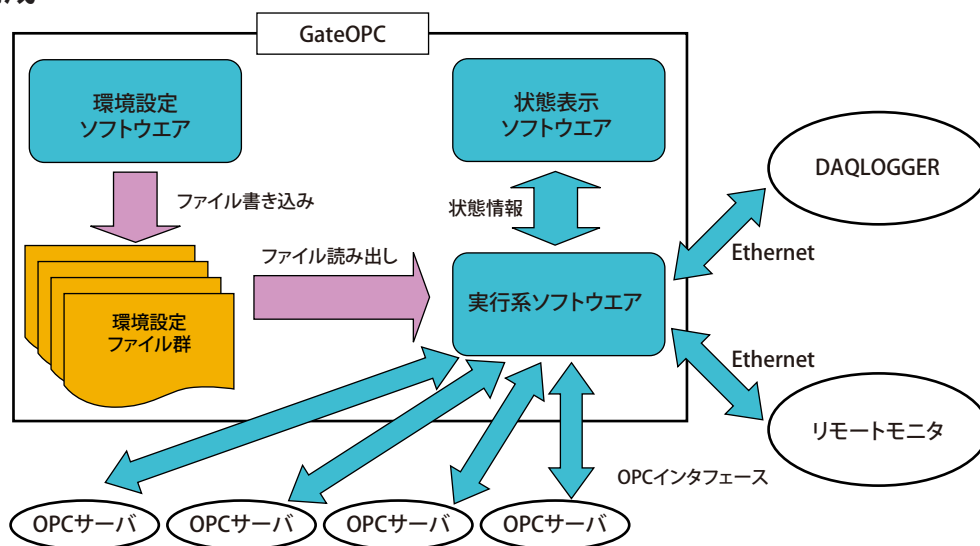 GateOPC
環境設定
ソフトウエア
状態表示
ソフトウエア
DAQLOGGER
ファイル書き込み
状態情報
ファイル読み出し
Ethernet
実行系ソフトウエア
環境設定
ファイル群
Ethernet
リモートモニタ
OPCインタフェース
OPCサーバ
OPCサーバ
OPCサーバ
OPCサーバ